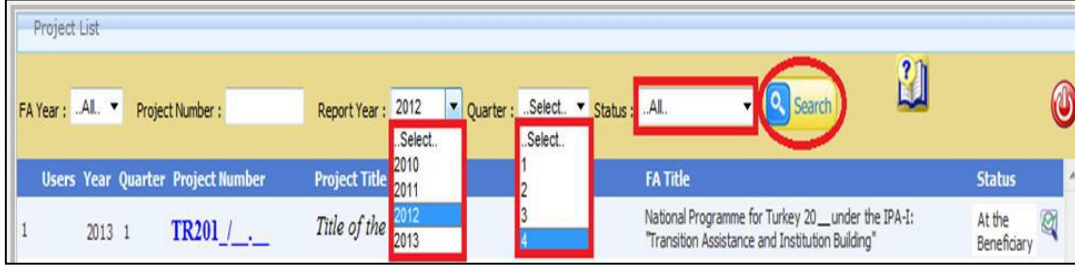 Project List
FA Year : ..All.. Project Number : Report Year : 2012 Quarter : ..Select.. Status : ..All.. Search
..Select..
2010
2011
2012
2013
..Select..
1
2
3
4
Users Year Quarter Project Number Project Title FA Title Status
1 2013 1 TR201_/__.__ Title of the National Programme for Turkey 20__under the IPA-I: At the
"Transition Assistance and Institution Building" Beneficiary